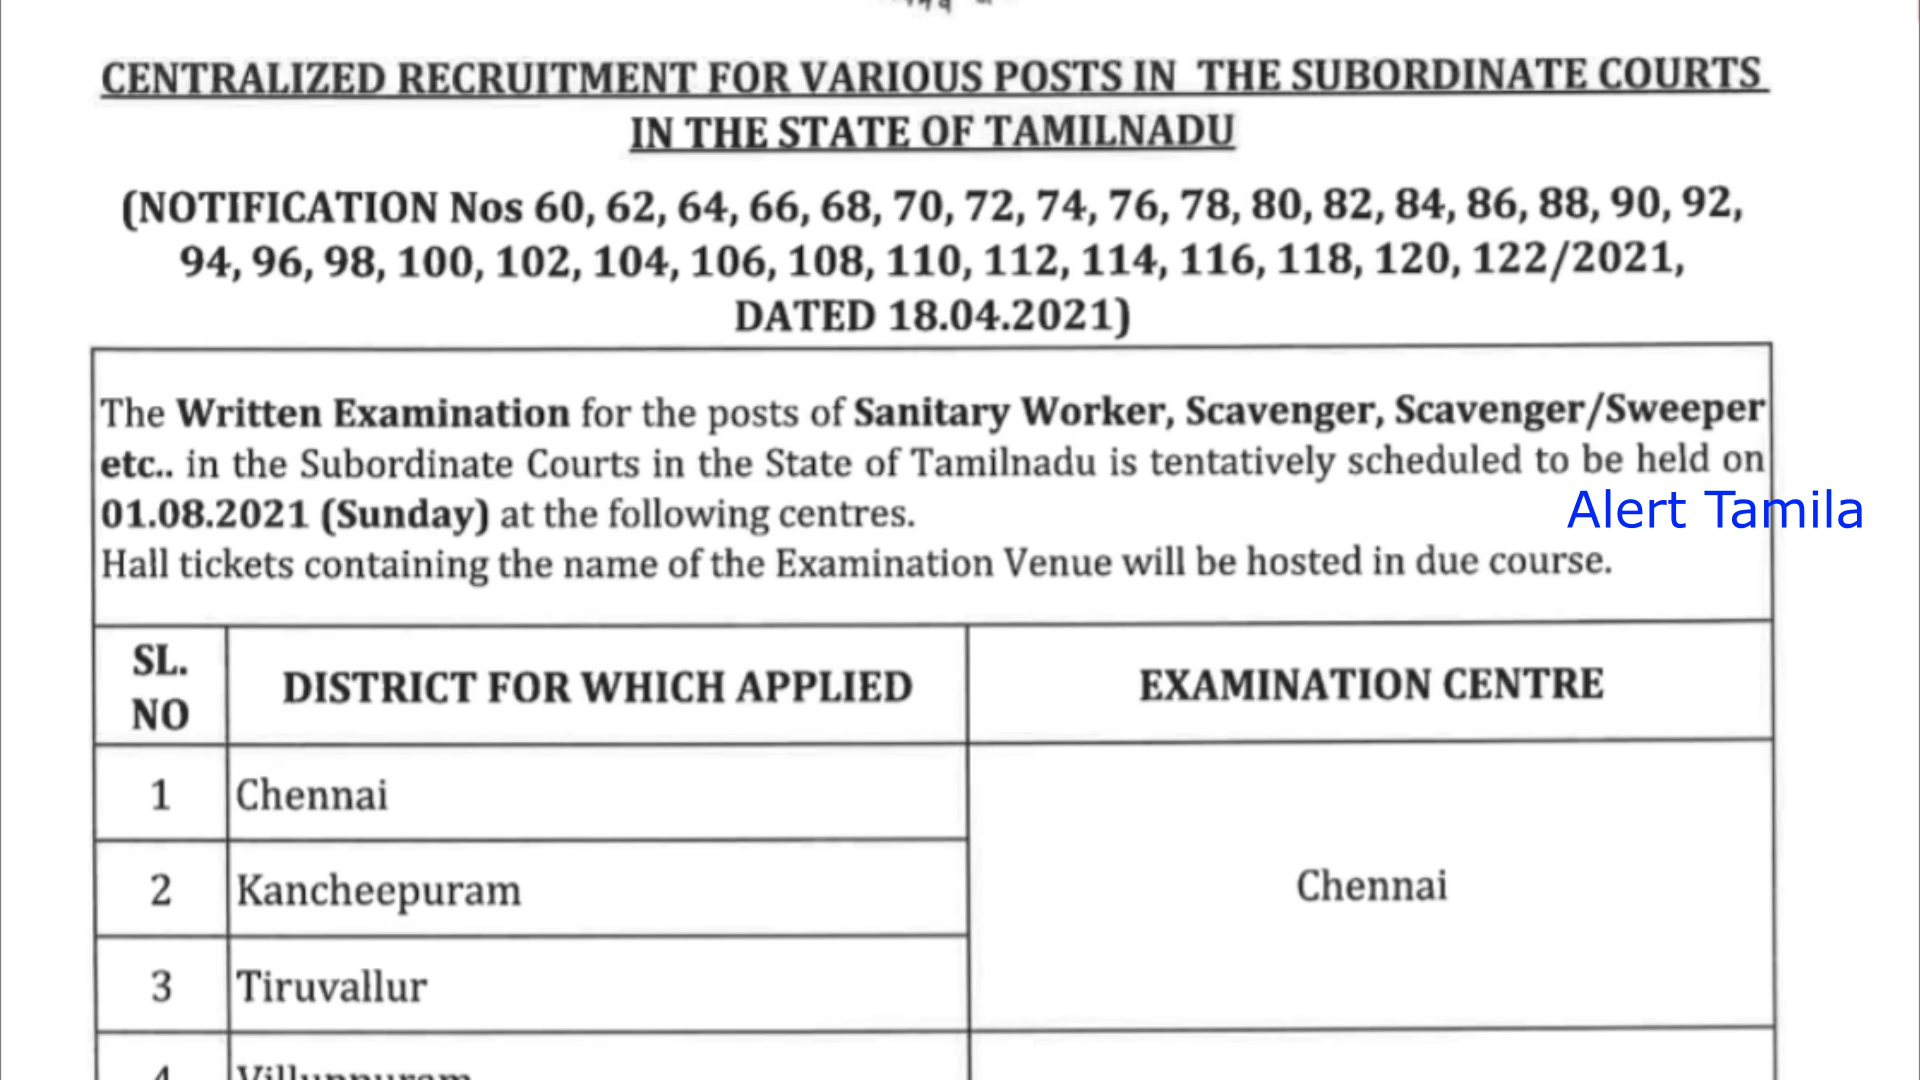 CENTRALIZED RECRUITMENT FOR VARIOUS POSTS IN THE SUBORDINATE COURTS
IN THE STATE OF TAMILNADU
(NOTIFICATION Nos 60, 62, 64, 66, 68, 70, 72, 74, 76, 78, 80, 82, 84, 86, 88, 90, 92,
94, 96, 98, 100, 102, 104, 106, 108, 110, 112, 114, 116, 118, 120, 122/2021,
DATED 18.04.2021)
The Written Examination for the posts of Sanitary Worker, Scavenger, Scavenger/Sweeper
etc.. in the Subordinate Courts in the State of Tamilnadu is tentatively scheduled to be held on
01.08.2021 (Sunday) at the following centres.
Alert Tamila
Hall tickets containing the name of the Examination Venue will be hosted in due course.
SL.
NO
DISTRICT FOR WHICH APPLIED
EXAMINATION CENTRE
1
Chennai
2
Kancheepuram
Chennai
3
Tiruvallur
4
Villuppuram